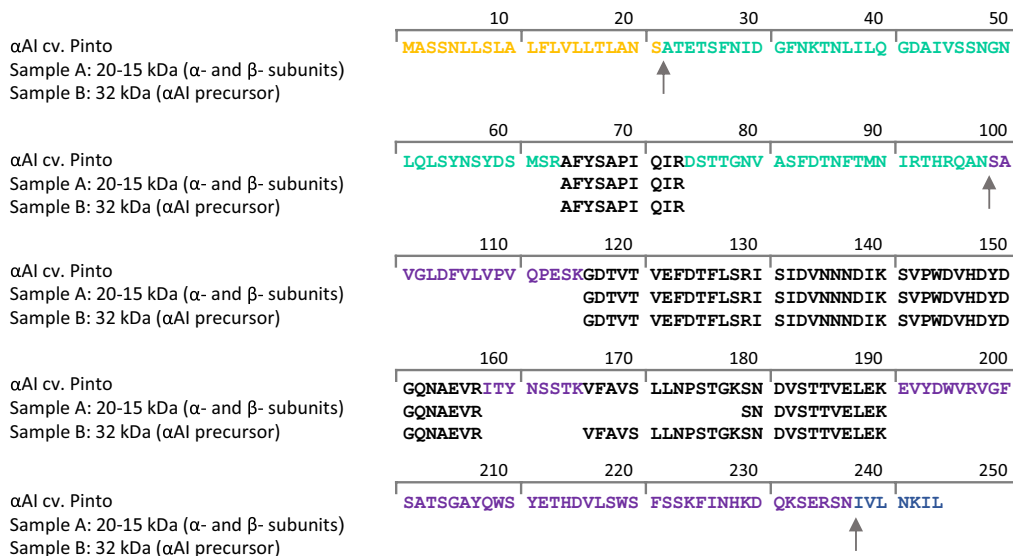 10 20 30 40 50
αAI cv. Pinto MASSNLLSLA LFLVLLTLAN SATETSFNID GFNKTNLILQ GDAIVSSNGN
Sample A: 20-15 kDa (α- and β- subunits)
Sample B: 32 kDa (αAI precursor)
60 70 80 90 100
αAI cv. Pinto LQLSYNSYDS MSRAFYSAPI QIRDSTTGNV ASFDTNFTMN IRTHRQANSA
Sample A: 20-15 kDa (α- and β- subunits) AFYSAPI QIR
Sample B: 32 kDa (αAI precursor) AFYSAPI QIR
110 120 130 140 150
αAI cv. Pinto VGLDFVLVPV QPESKGDTVT VEFDTFLSRI SIDVNNNDIK SVPWDVHDYD
Sample A: 20-15 kDa (α- and β- subunits) GDTVT VEFDTFLSRI SIDVNNNDIK SVPWDVHDYD
Sample B: 32 kDa (αAI precursor) GDTVT VEFDTFLSRI SIDVNNNDIK SVPWDVHDYD
160 170 180 190 200
αAI cv. Pinto GQNAEVRITY NSSTKVFAVS LLNPSTGKSN DVSTTVELEK EVYDWVRVGF
Sample A: 20-15 kDa (α- and β- subunits) GQNAEVR SN DVSTTVELEK
Sample B: 32 kDa (αAI precursor) GQNAEVR VFAVS LLNPSTGKSN DVSTTVELEK
210 220 230 240 250
αAI cv. Pinto SATSGAYQWS YETHDVLSWS FSSKFINHKD QKSERSNIVL NKIL
Sample A: 20-15 kDa (α- and β- subunits)
Sample B: 32 kDa (αAI precursor)